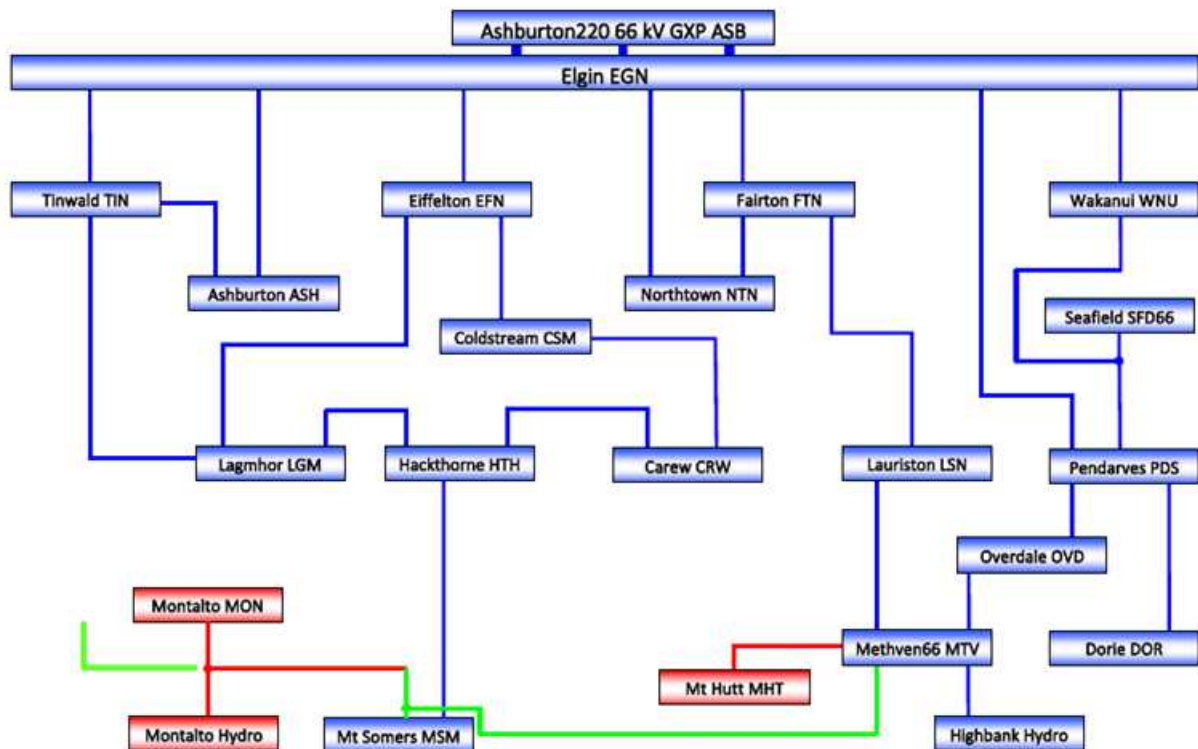 Ashburton220 66 kV GXP ASB
Elgin EGN
Tinwald TIN
Eiffelton EFN
Fairton FTN
Wakanui WNU
Ashburton ASH
Northtown NTN
Seafield SFD66
Coldstream CSM
Lagmhor LGM
Hackthorne HTH
Carew CRW
Lauriston LSN
Pendarves PDS
Overdale OVD
Montalto MON
Methven66 MTV
Dorie DOR
Mt Hutt MHT
Montalto Hydro
Mt Somers MSM
Highbank Hydro